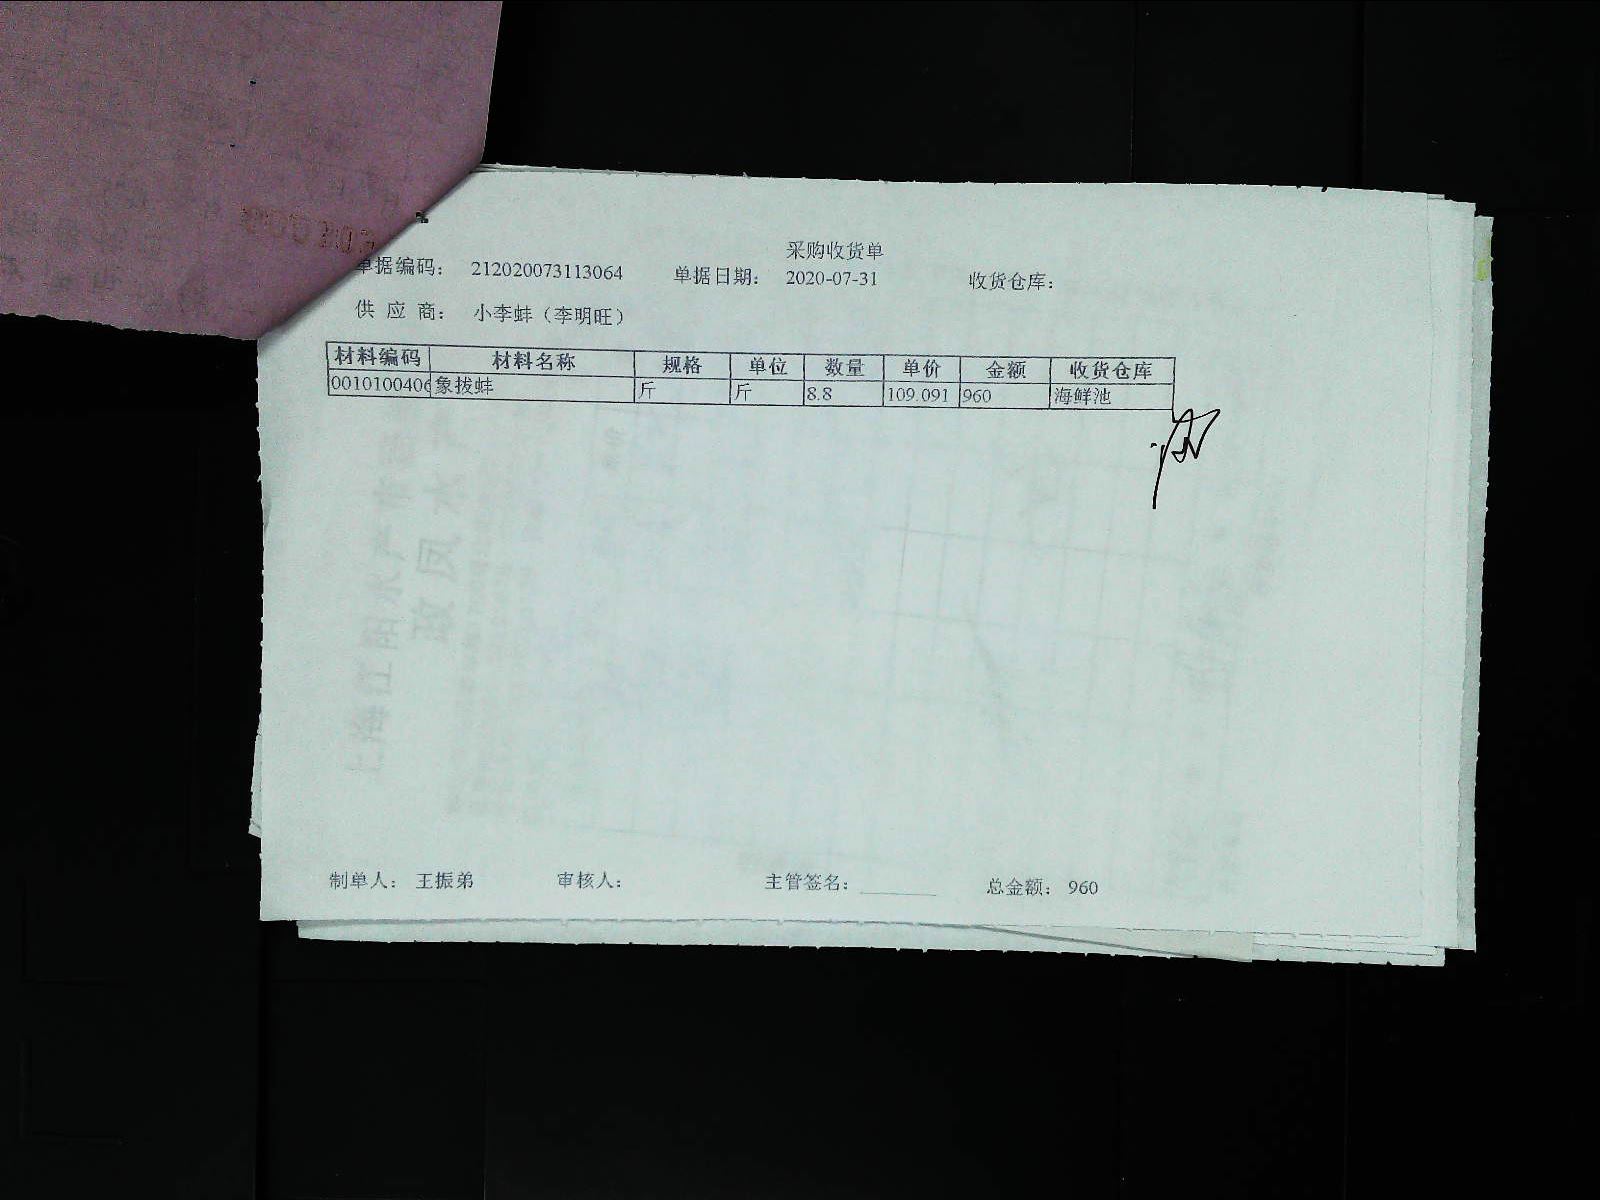 采购收货单
单据编码： 212020073113064 单据日期： 2020-07-31 收货仓库：
供 应 商： 小李蚌（李明旺）
材料编码 材料名称 规格 单位 数量 单价 金额 收货仓库
0010100406 象拔蚌 斤 斤 8.8 109.091 960 海鲜池
制单人： 王振弟 审核人： 主管签名： 总金额： 960